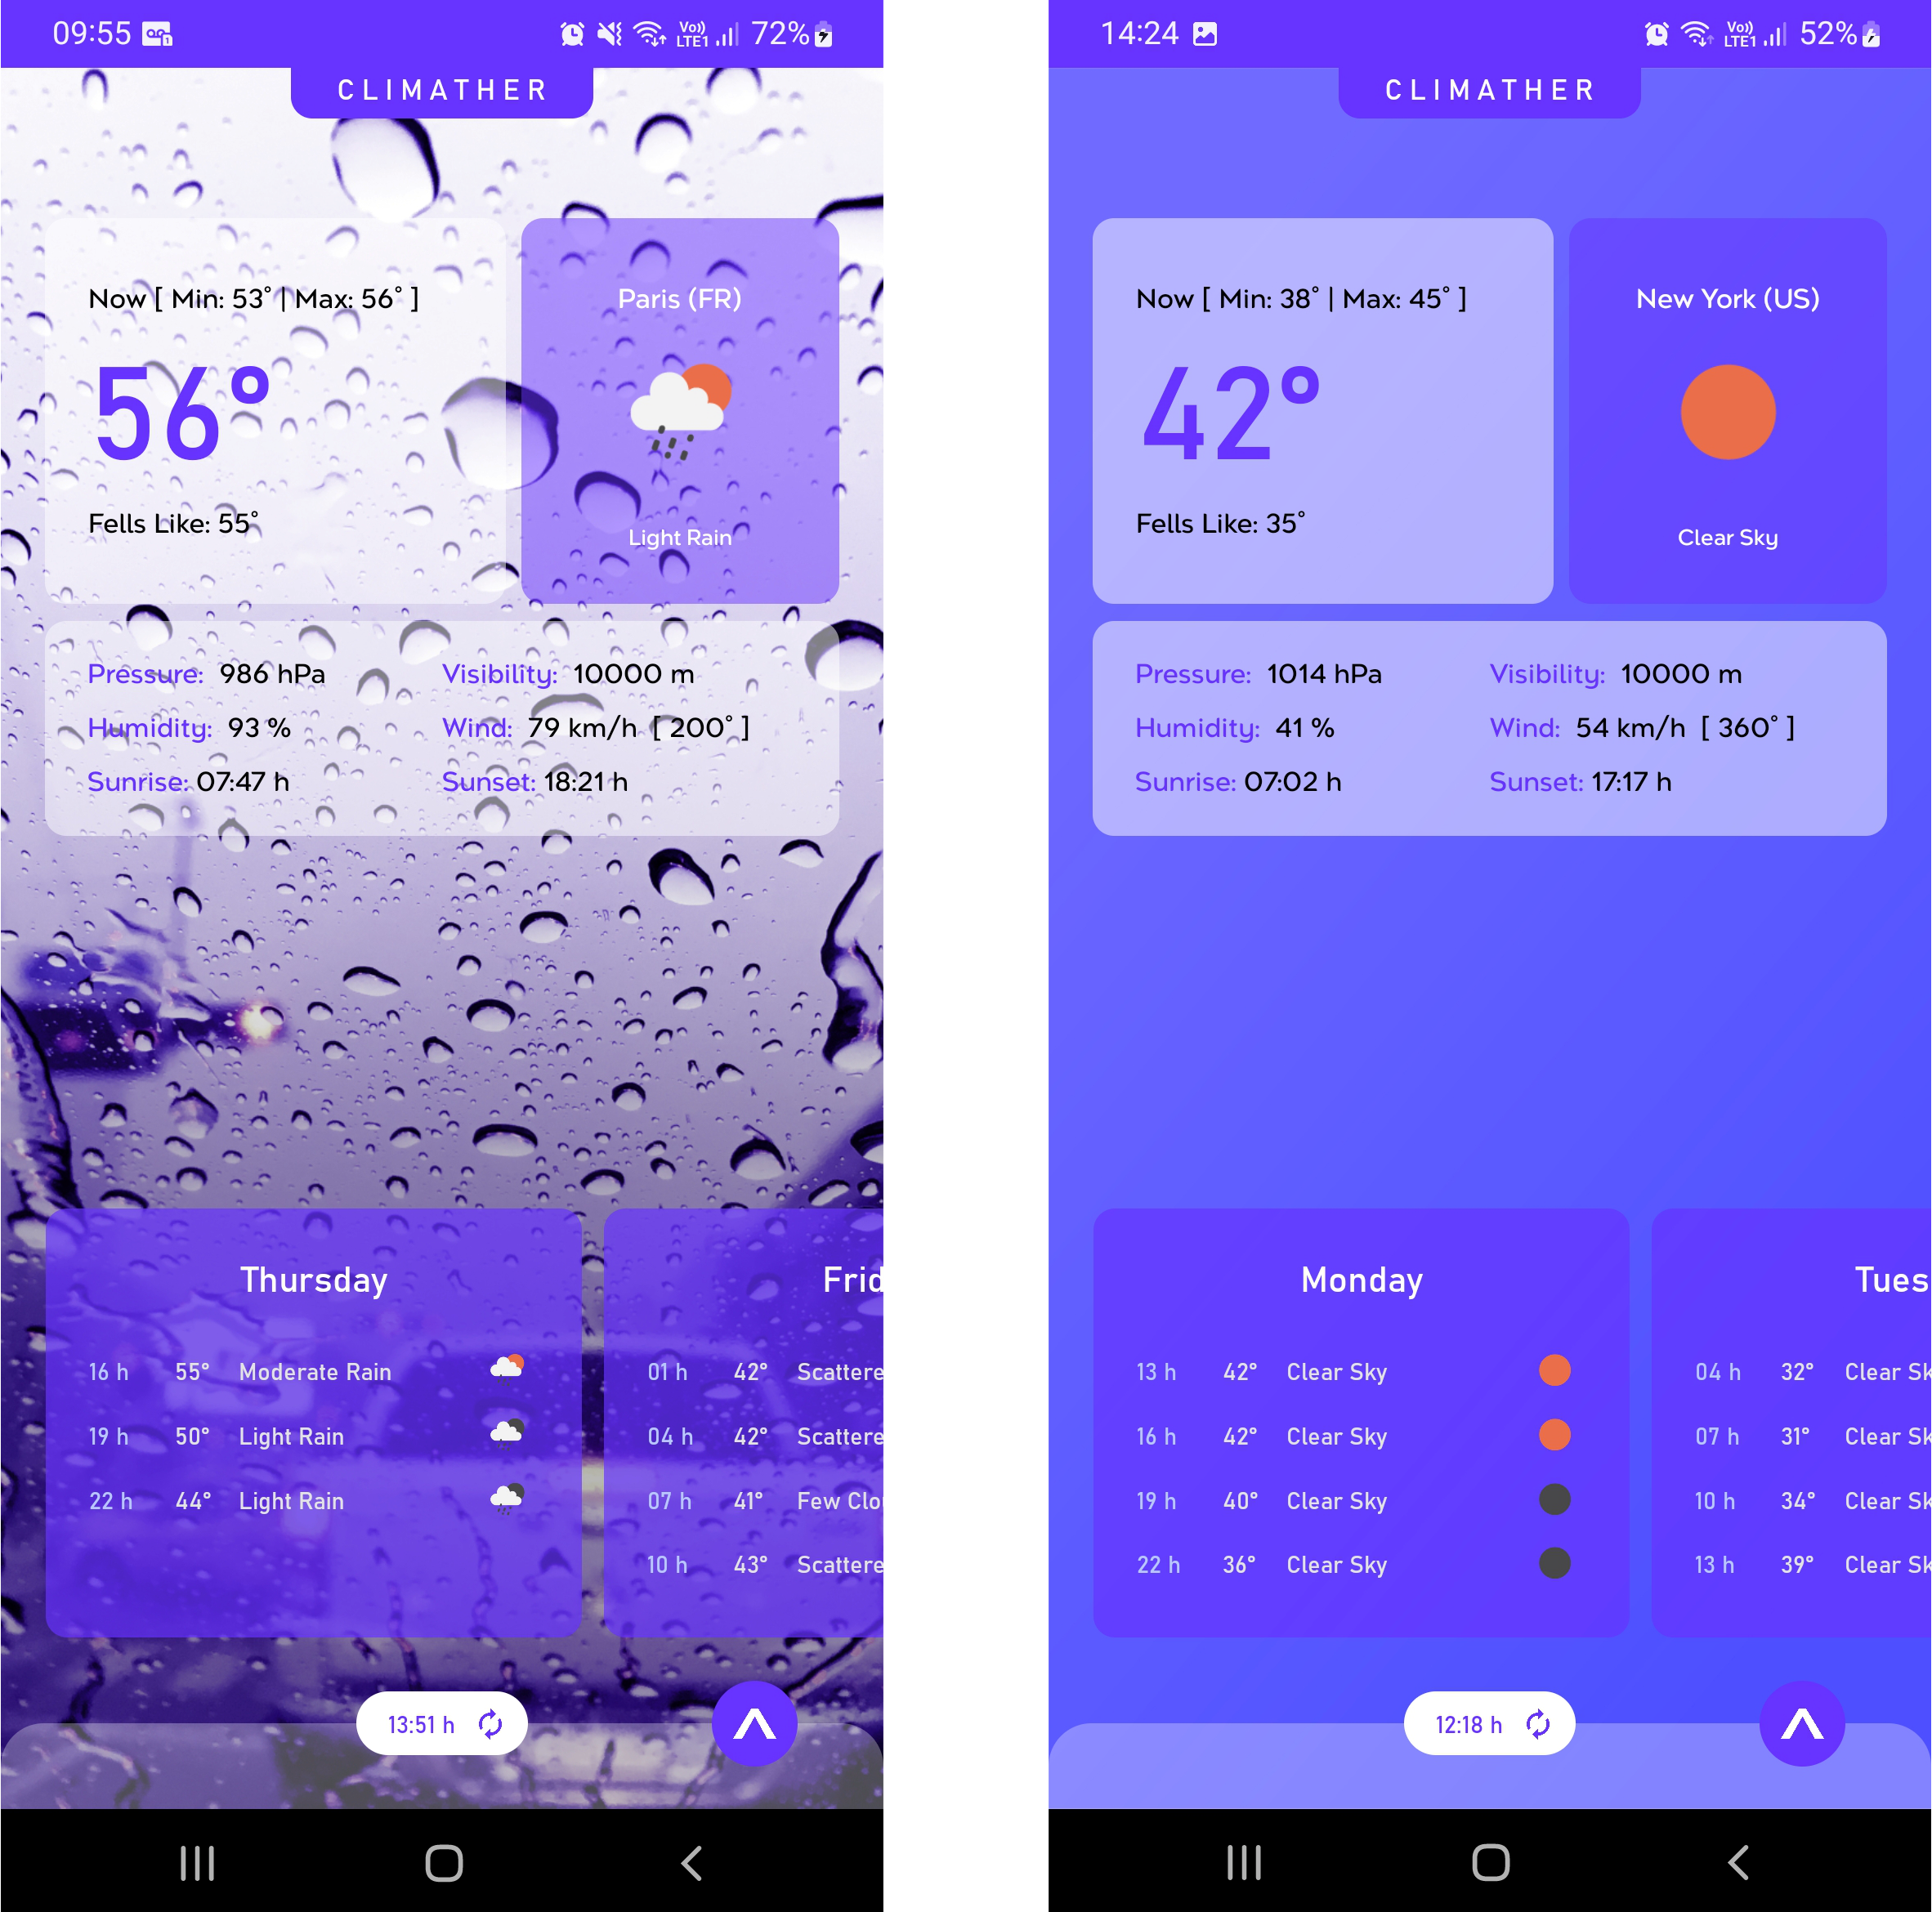 09:55
Vo))
LTE1
72%
CLIMATHER
Now [ Min: 53° | Max: 56° ]
56°
Fells Like: 55°
Paris (FR)
Light Rain
Pressure: 986 hPa
Visibility: 10000 m
Humidity: 93 %
Wind: 79 km/h [ 200° ]
Sunrise: 07:47 h
Sunset: 18:21 h
Thursday
16 h 55° Moderate Rain
19 h 50° Light Rain
22 h 44° Light Rain
Frid
01 h 42° Scattere
04 h 42° Scattere
07 h 41° Few Clo
10 h 43° Scattere
13:51 h
14:24
Vo))
LTE1
52%
CLIMATHER
Now [ Min: 38° | Max: 45° ]
42°
Fells Like: 35°
New York (US)
Clear Sky
Pressure: 1014 hPa
Visibility: 10000 m
Humidity: 41 %
Wind: 54 km/h [ 360° ]
Sunrise: 07:02 h
Sunset: 17:17 h
Monday
13 h 42° Clear Sky
16 h 42° Clear Sky
19 h 40° Clear Sky
22 h 36° Clear Sky
Tues
04 h 32° Clear Sk
07 h 31° Clear Sk
10 h 34° Clear Sk
13 h 39° Clear Sk
12:18 h